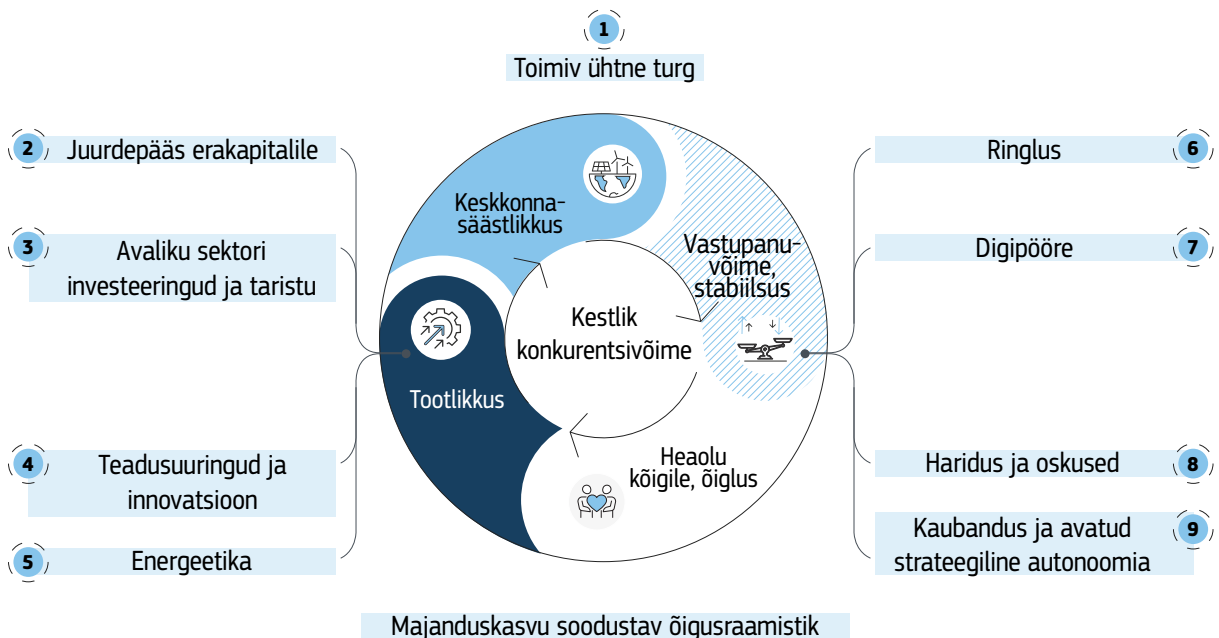 1
Toimiv ühtne turg
2
Juurdepääs erakapitalile
3
Avaliku sektori
investeeringud ja taristu
4
Teadusuuringud ja
innovatsioon
5
Energeetika
Keskkonna-
säästlikkus
Vastupanu-
võime,
stabiilsus
Kestlik
konkurentsivõime
Tootlikkus
Heaolu
kõigile, õiglus
Ringlus
6
Digipööre
7
Haridus ja oskused
8
Kaubandus ja avatud
strateegiline autonoomia
9
Majanduskasvu soodustav õigusraamistik